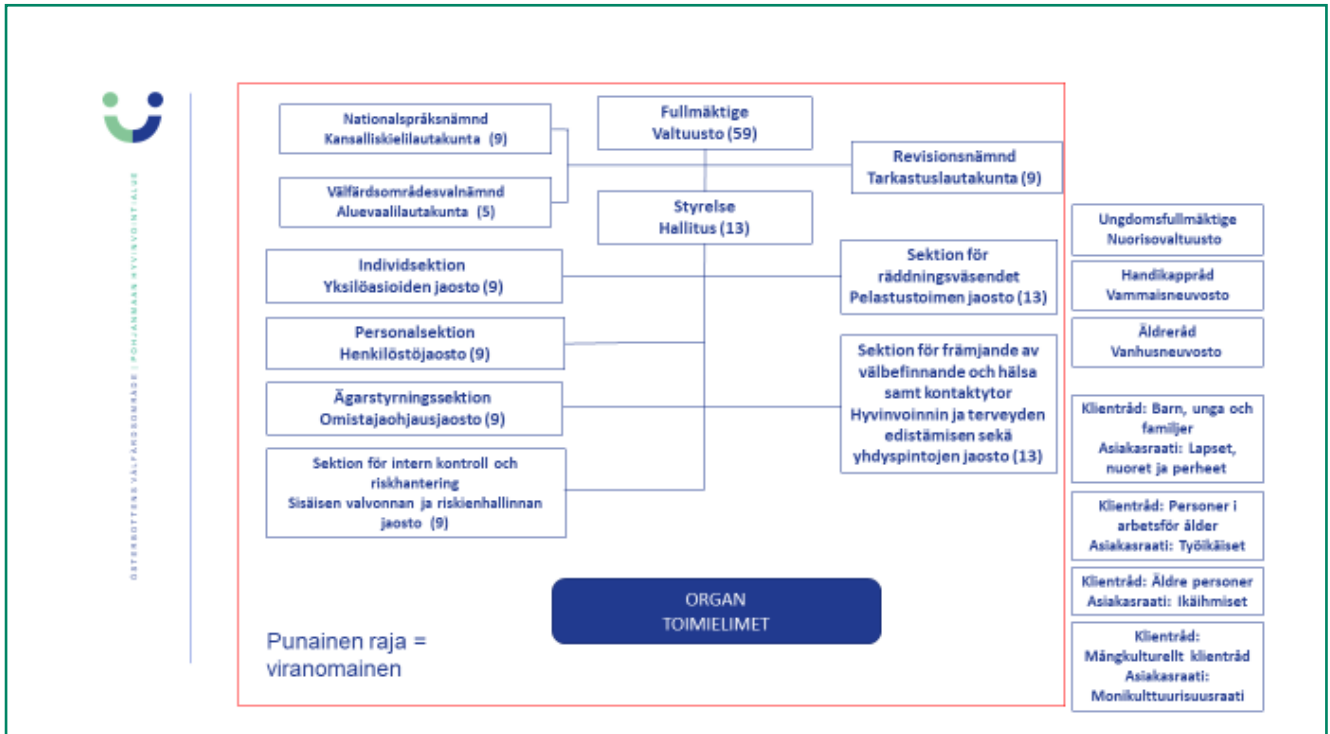 ÖSTERBOTTENS VÄLFÄRDSOMRÅDE | POHJANMAAN HYVINVOINTIALUE
Nationalspråksnämnd
Kansalliskielilautakunta (9)
Fullmäktige
Valtuusto (59)
Revisionsnämnd
Tarkastuslautakunta (9)
Välfärdsområdesvalnämnd
Aluevaalilautakunta (5)
Styrelse
Hallitus (13)
Individsektion
Yksilöasioiden jaosto (9)
Sektion för
räddningsväsendet
Pelastustoimen jaosto (13)
Personalsektion
Henkilöstöjaosto (9)
Sektion för främjande av
välbefinnande och hälsa
samt kontaktytor
Hyvinvoinnin ja terveyden
edistämisen sekä
yhdyspintojen jaosto (13)
Ägarstyrningssektion
Omistajaohjausjaosto (9)
Sektion för intern kontroll och
riskhantering
Sisäisen valvonnan ja riskienhallinnan
jaosto (9)
ORGAN
TOIMIELIMET
Punainen raja =
viranomainen
Ungdomsfullmäktige
Nuorisovaltuusto
Handikappråd
Vammaisneuvosto
Äldreråd
Vanhusneuvosto
Klientråd: Barn, unga och
familjer
Asiakasraati: Lapset,
nuoret ja perheet
Klientråd: Personer i
arbetsför ålder
Asiakasraati: Työikäiset
Klientråd: Äldre personer
Asiakasraati: Ikäihmiset
Klientråd:
Mångkulturellt klientråd
Asiakasraati:
Monikulttuurisuusraati